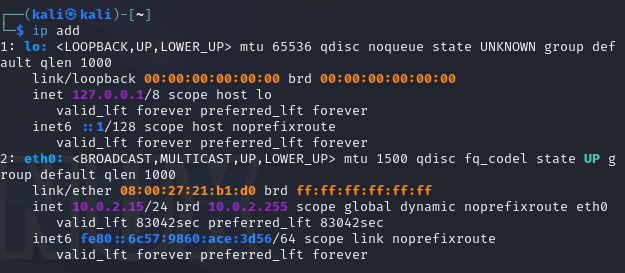 ┌──(kali㉿kali)-[~]
└─$ ip add
1: lo: <LOOPBACK,UP,LOWER_UP> mtu 65536 qdisc noqueue state UNKNOWN group def
ault qlen 1000
    link/loopback 00:00:00:00:00:00 brd 00:00:00:00:00:00
    inet 127.0.0.1/8 scope host lo
       valid_lft forever preferred_lft forever
    inet6 ::1/128 scope host noprefixroute
       valid_lft forever preferred_lft forever
2: eth0: <BROADCAST,MULTICAST,UP,LOWER_UP> mtu 1500 qdisc fq_codel state UP g
roup default qlen 1000
    link/ether 08:00:27:21:b1:d0 brd ff:ff:ff:ff:ff:ff
    inet 10.0.2.15/24 brd 10.0.2.255 scope global dynamic noprefixroute eth0
       valid_lft 83042sec preferred_lft 83042sec
    inet6 fe80::6c57:9860:ace:3d56/64 scope link noprefixroute
       valid_lft forever preferred_lft forever